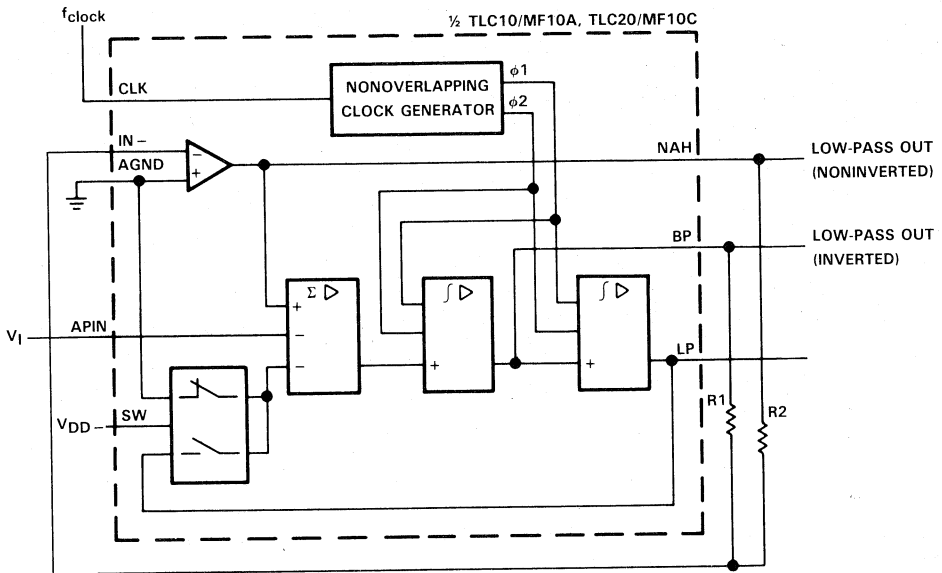 fclock
½ TLC10/MF10A, TLC20/MF10C
CLK
NONOVERLAPPING
CLOCK GENERATOR
ϕ1
ϕ2
IN −
AGND
−
+
NAH
LOW-PASS OUT
(NONINVERTED)
BP
LOW-PASS OUT
(INVERTED)
Σ ▷
∫ ▷
∫ ▷
+
−
−
+
+
VI
APIN
LP
VDD −
SW
R1
R2